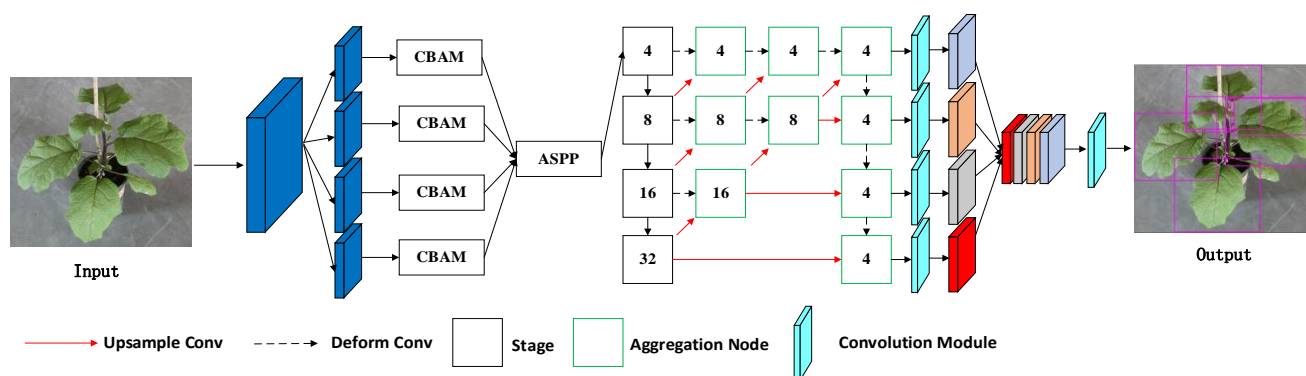 4 4 4 4
CBAM
8 8 8 4
CBAM
ASPP
CBAM
16 16 4
CBAM
32 4
Input
Output
Upsample Conv
Deform Conv
Stage
Aggregation Node
Convolution Module